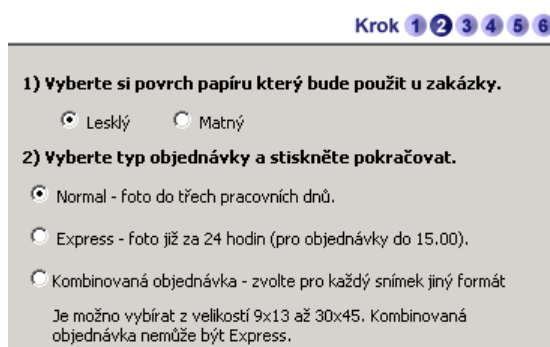 Krok 1 2 3 4 5 6
1) Vyberte si povrch papíru který bude použit u zakázky.
Lesklý Matný
2) Vyberte typ objednávky a stiskněte pokračovat.
Normal - foto do třech pracovních dnů.
Express - foto již za 24 hodin (pro objednávky do 15.00).
Kombinovaná objednávka - zvolte pro každý snímek jiný formát
Je možno vybírat z velikostí 9x13 až 30x45. Kombinovaná
objednávka nemůže být Express.